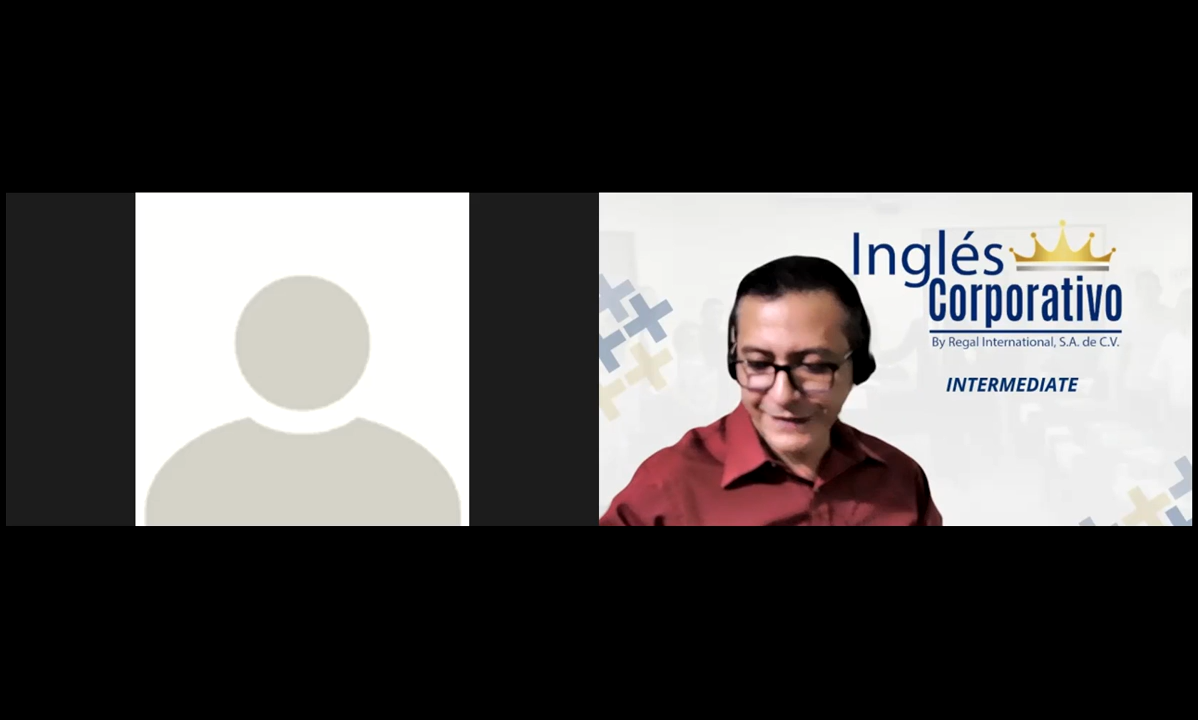 Inglés
Corporativo
By Regal International, S.A. de C.V.
INTERMEDIATE